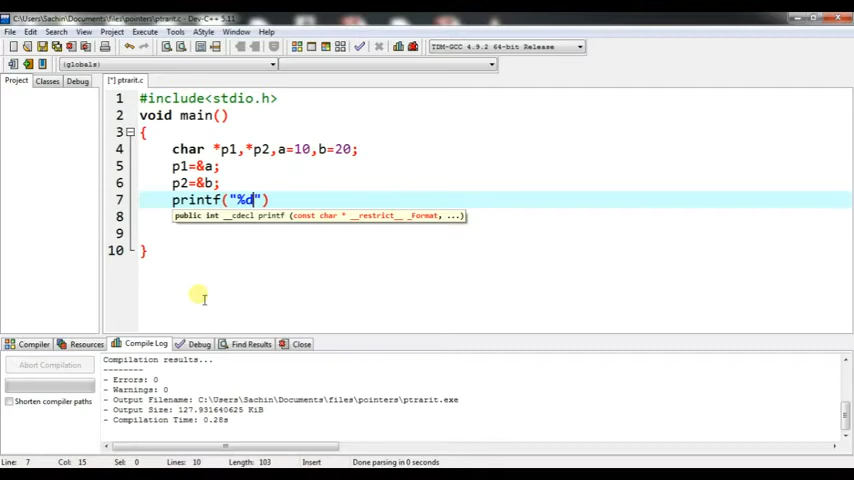 C:\Users\Sachin\Documents\files\pointers\ptrarit.c - Dev-C++ 5.11
File Edit Search View Project Execute Tools AStyle Window Help
TDM-GCC 4.9.2 64-bit Release
(globals)
Project Classes Debug
[*] ptrarit.c
1 #include<stdio.h>
2 void main()
3 {
4 char *p1,*p2,a=10,b=20;
5 p1=&a;
6 p2=&b;
7 printf("%d")
public int __cdecl printf (const char * __restrict__ _Format, ...)
8
9
10 }
Compiler Resources Compile Log Debug Find Results Close
Abort Compilation
Shorten compiler paths
Compilation results...
--------
- Errors: 0
- Warnings: 0
- Output Filename: C:\Users\Sachin\Documents\files\pointers\ptrarit.exe
- Output Size: 127.931640625 KiB
- Compilation Time: 0.28s
Line: 7 Col: 15 Sel: 0 Lines: 10 Length: 103 Insert Done parsing in 0 seconds